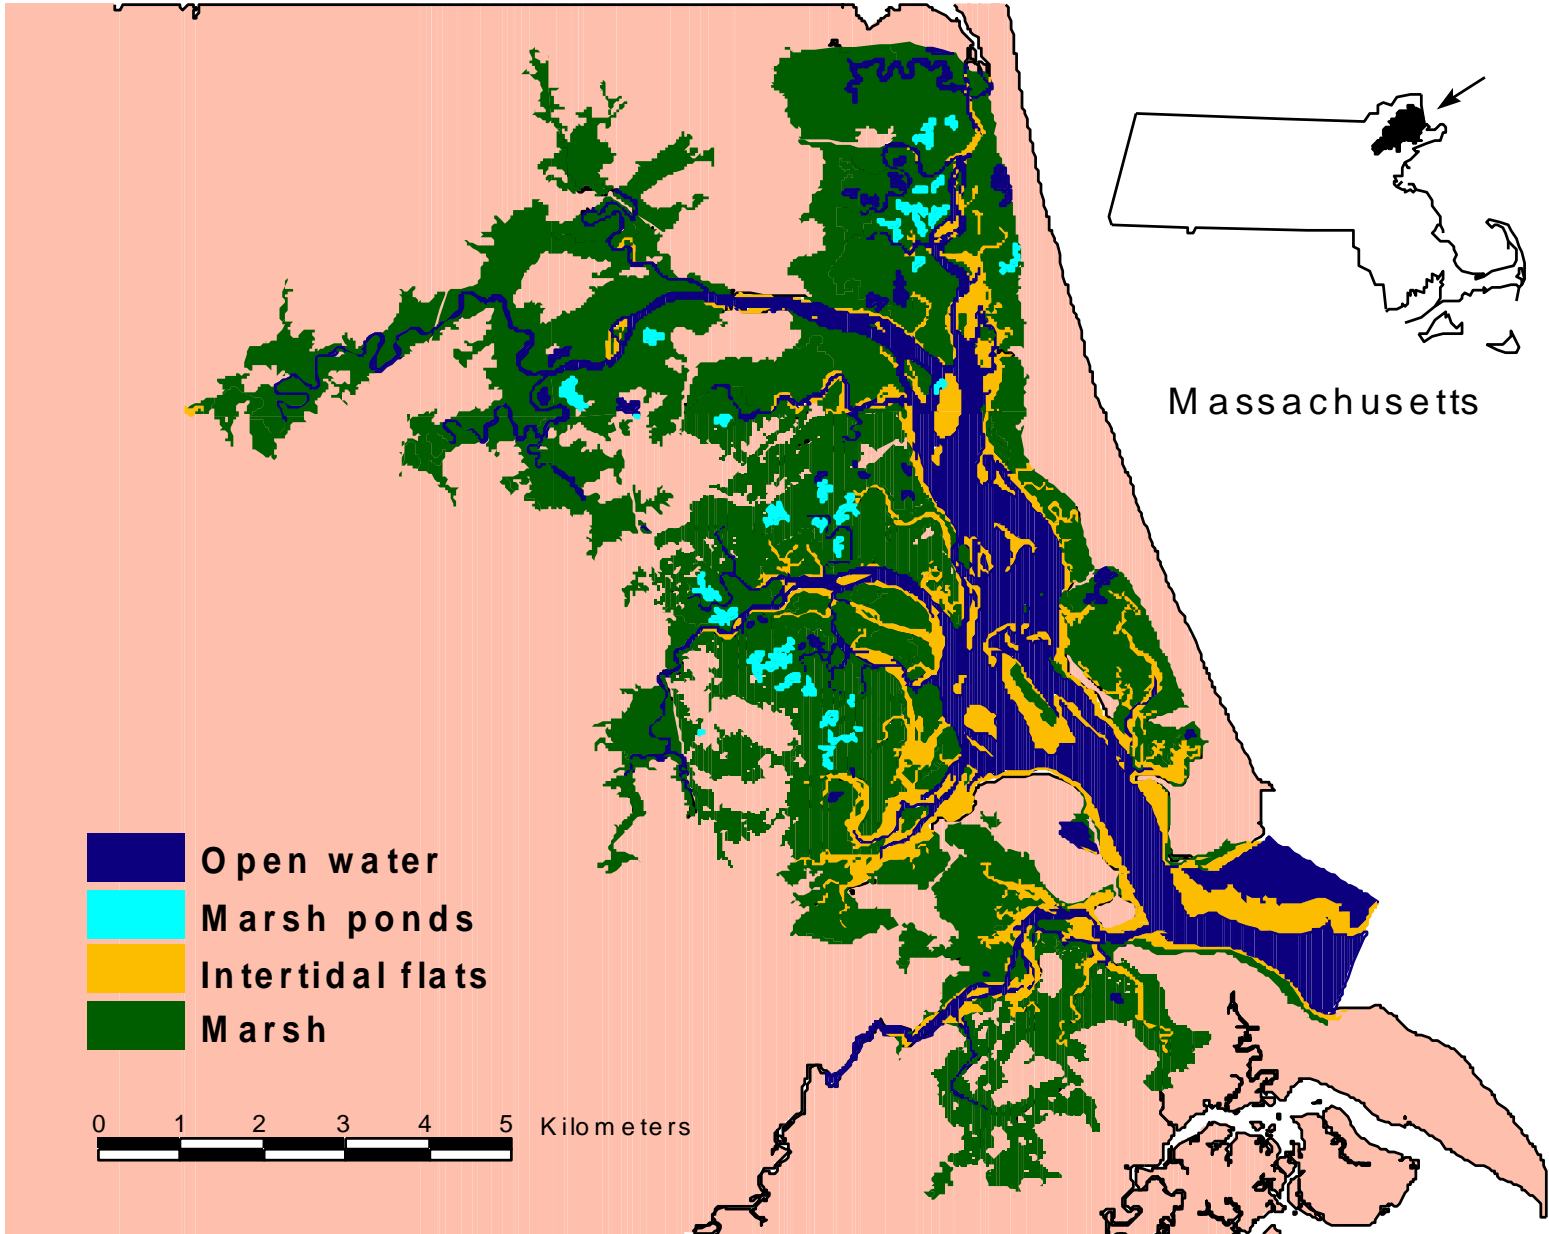 Massachusetts
Open water
Marsh ponds
Intertidal flats
Marsh
0 1 2 3 4 5 Kilometers